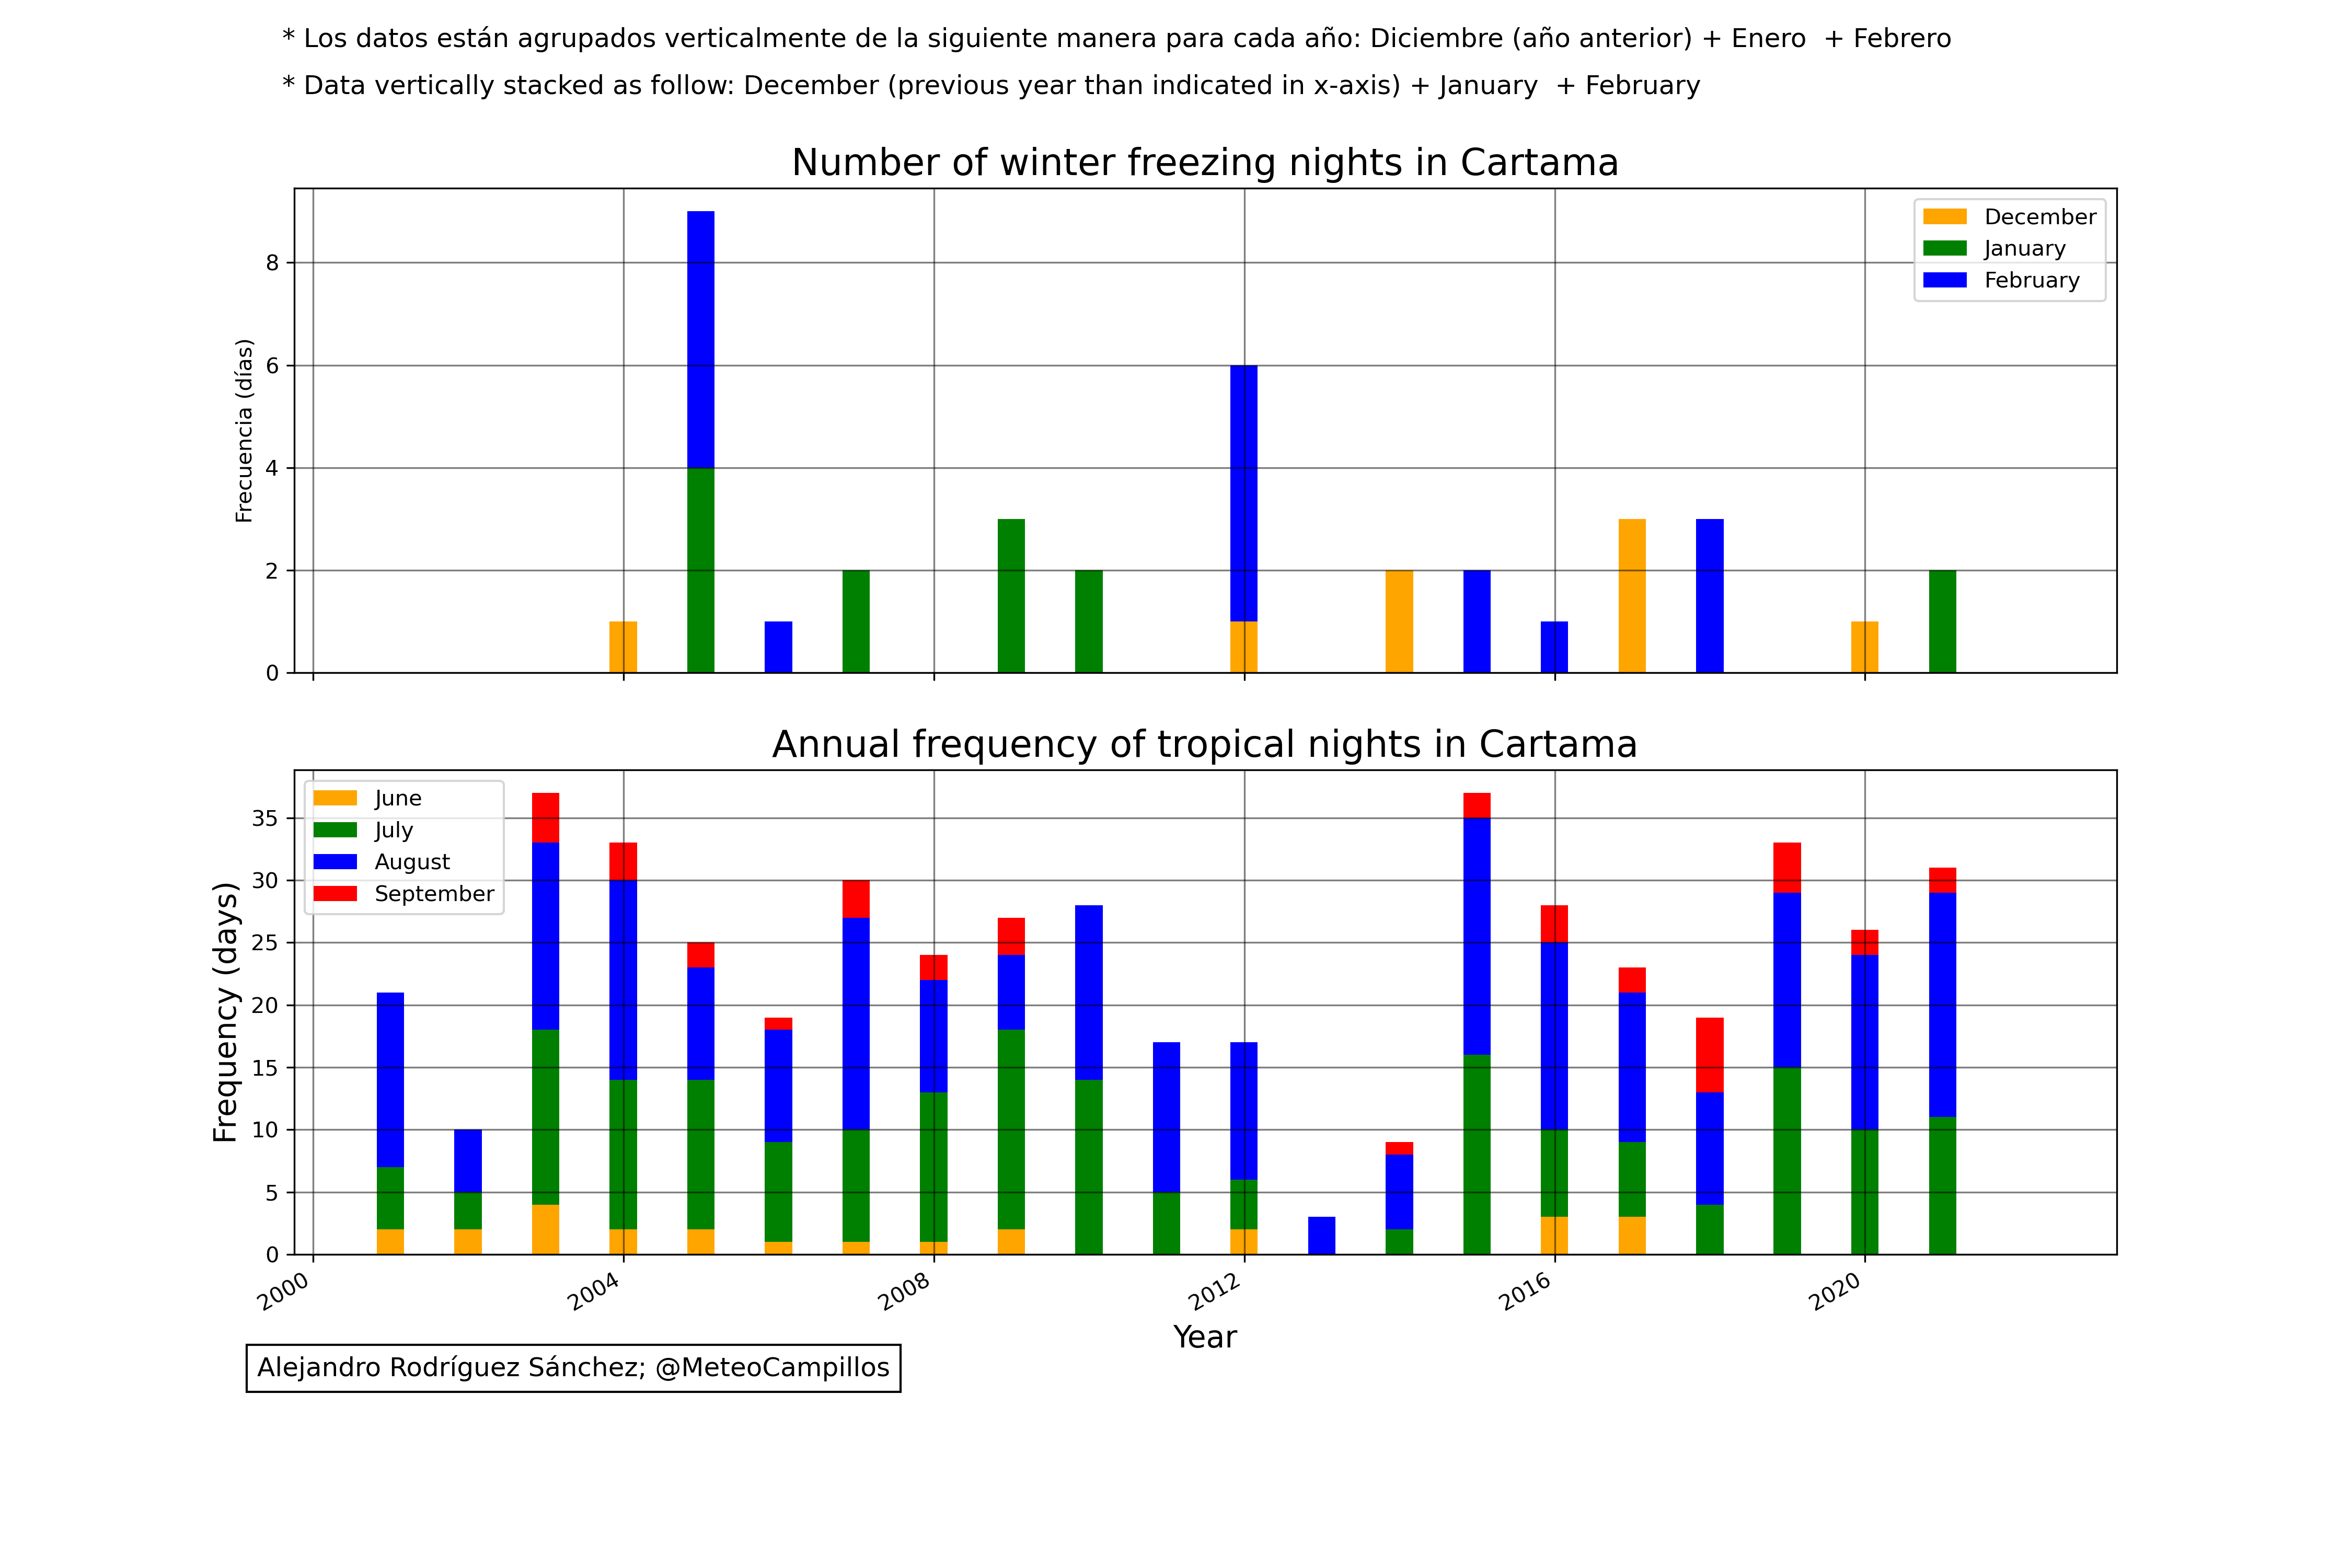 * Los datos están agrupados verticalmente de la siguiente manera para cada año: Diciembre (año anterior) + Enero  + Febrero
* Data vertically stacked as follow: December (previous year than indicated in x-axis) + January  + February
Number of winter freezing nights in Cartama
December
January
February
Frecuencia (días)
8
6
4
2
0
Annual frequency of tropical nights in Cartama
June
July
August
September
Frequency (days)
35
30
25
20
15
10
5
0
2000
2004
2008
2012
2016
2020
Year
Alejandro Rodríguez Sánchez; @MeteoCampillos